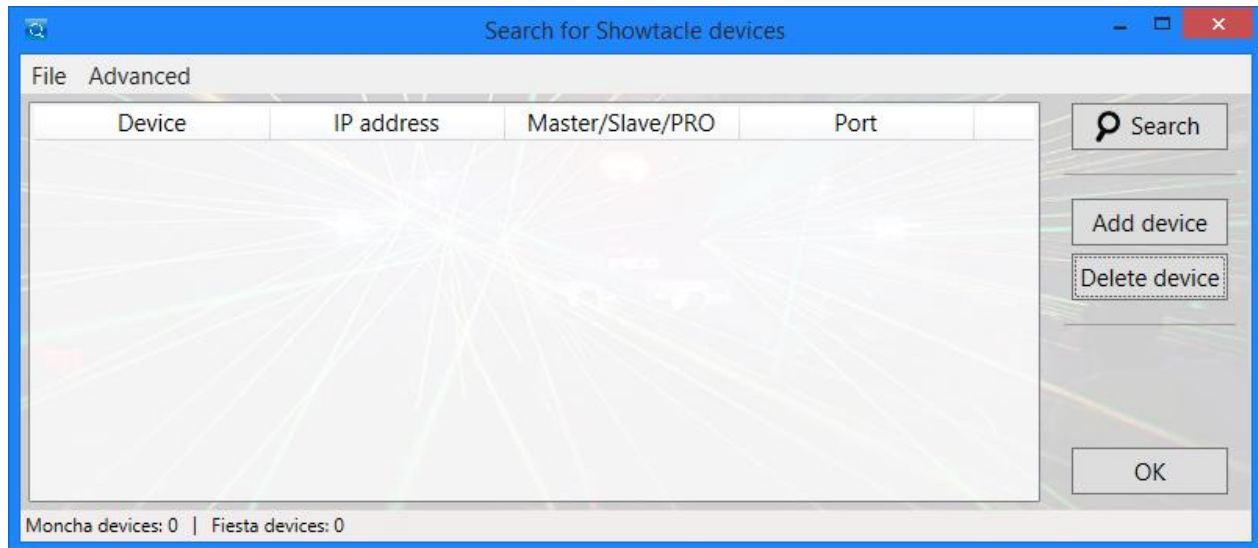 Search for Showtacle devices
File Advanced
Device IP address Master/Slave/PRO Port
Search
Add device
Delete device
OK
Moncha devices: 0 | Fiesta devices: 0